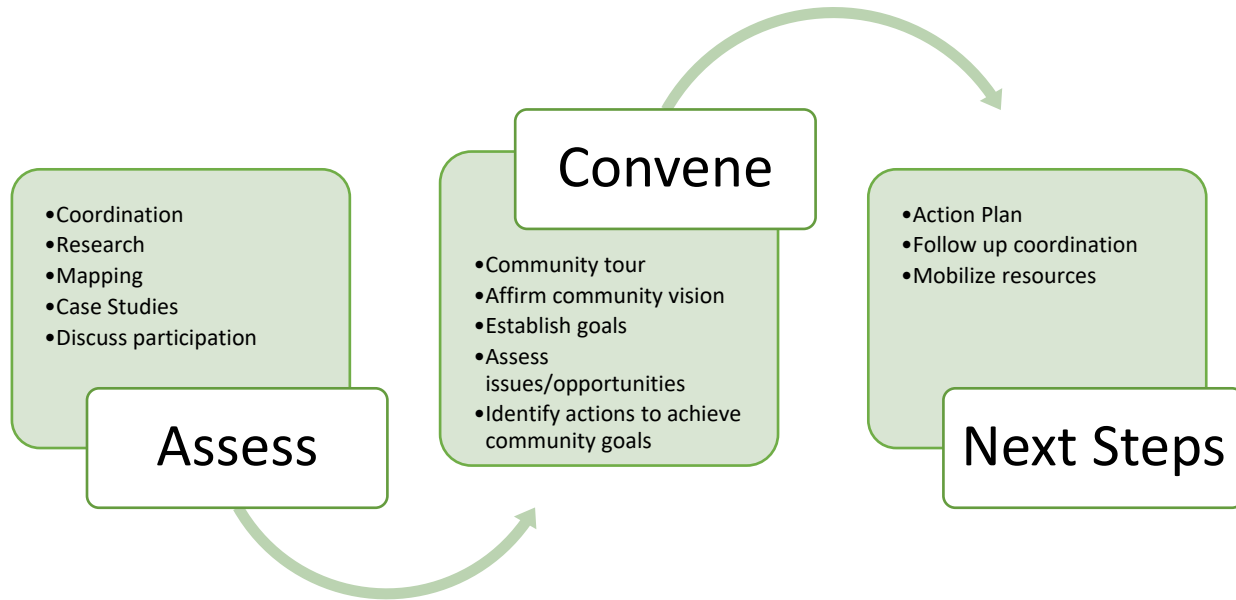 •Coordination
•Research
•Mapping
•Case Studies
•Discuss participation
Assess
Convene
•Community tour
•Affirm community vision
•Establish goals
•Assess
issues/opportunities
•Identify actions to achieve
community goals
•Action Plan
•Follow up coordination
•Mobilize resources
Next Steps